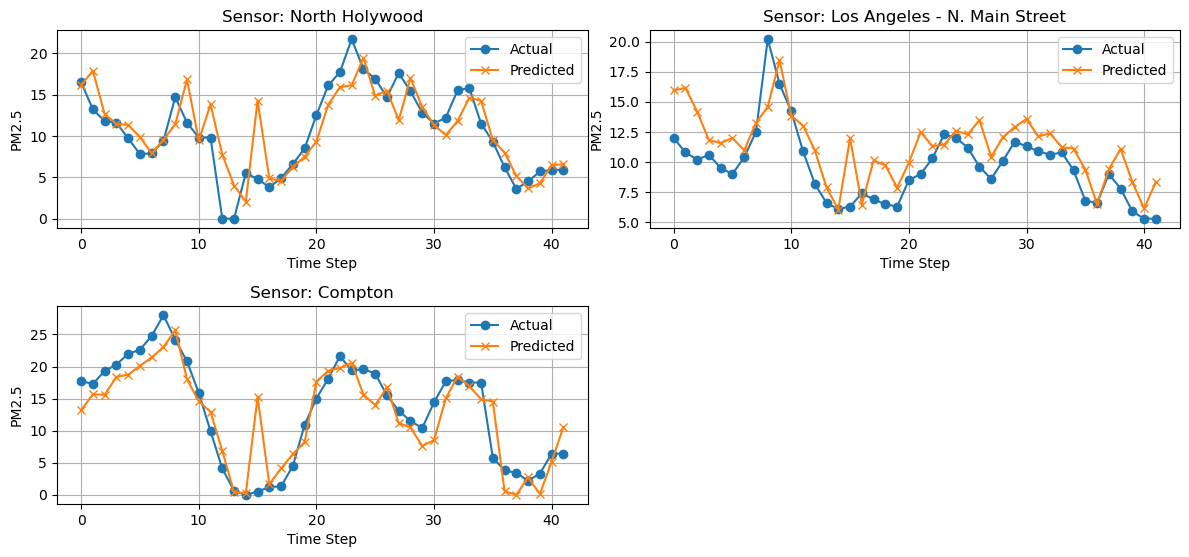 Sensor: North Holywood
PM2.5
20
15
10
5
0
Actual
Predicted
0 10 20 30 40
Time Step
Sensor: Los Angeles - N. Main Street
PM2.5
20.0
17.5
15.0
12.5
10.0
7.5
5.0
Actual
Predicted
0 10 20 30 40
Time Step
Sensor: Compton
PM2.5
25
20
15
10
5
0
Actual
Predicted
0 10 20 30 40
Time Step